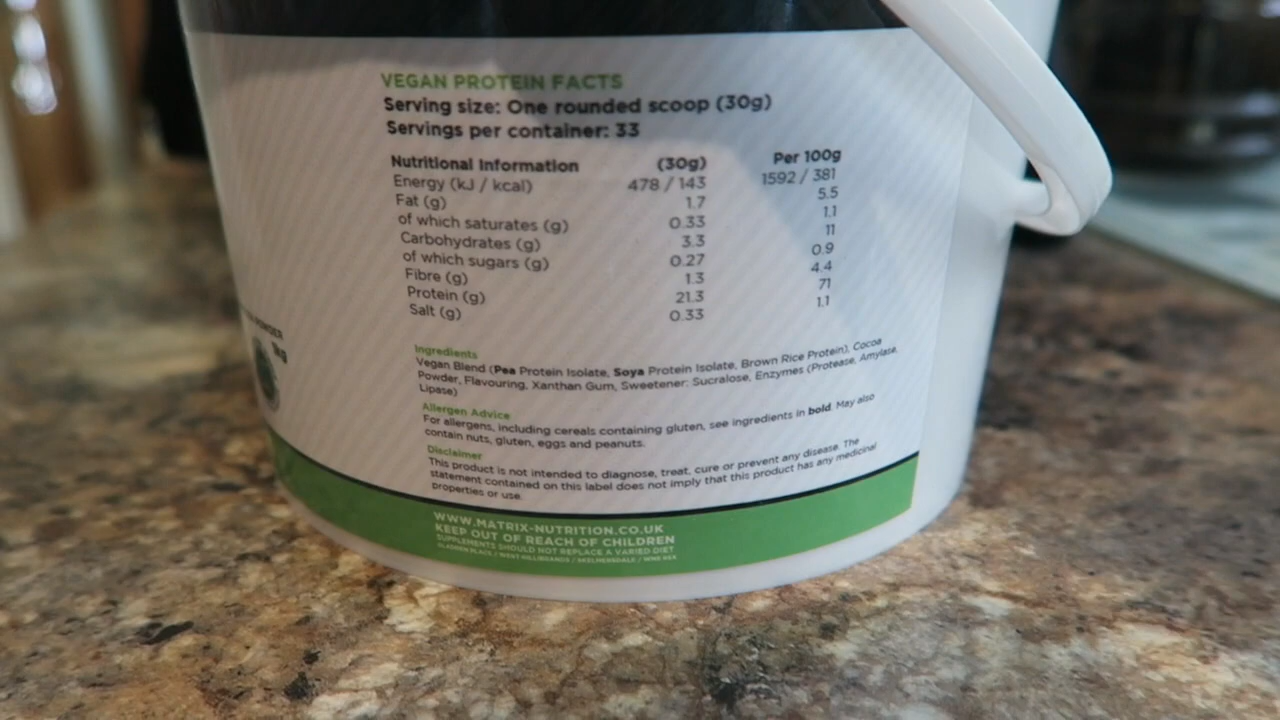 VEGAN PROTEIN FACTS
Serving size: One rounded scoop (30g)
Servings per container: 33
Nutritional Information (30g) Per 100g
Energy (kJ / kcal) 478 / 143 1592 / 381
Fat (g) 1.7 5.5
of which saturates (g) 0.33 1.1
Carbohydrates (g) 3.3 11
of which sugars (g) 0.27 0.9
Fibre (g) 1.3 4.4
Protein (g) 21.3 71
Salt (g) 0.33 1.1
POWDER
1kg
Ingredients
Vegan Blend (Pea Protein Isolate, Soya Protein Isolate, Brown Rice Protein), Cocoa
Powder, Flavouring, Xanthan Gum, Sweetener: Sucralose, Enzymes (Protease, Amylase,
Lipase)
Allergen Advice
For allergens, including cereals containing gluten, see ingredients in bold. May also
contain nuts, gluten, eggs and peanuts.
Disclaimer
This product is not intended to diagnose, treat, cure or prevent any disease. The
statement contained on this label does not imply that this product has any medicinal
properties or use.
WWW.MATRIX-NUTRITION.CO.UK
KEEP OUT OF REACH OF CHILDREN
SUPPLEMENTS SHOULD NOT REPLACE A VARIED DIET
PLACE / WEST PILLIMORE / SKELMERSDALE /